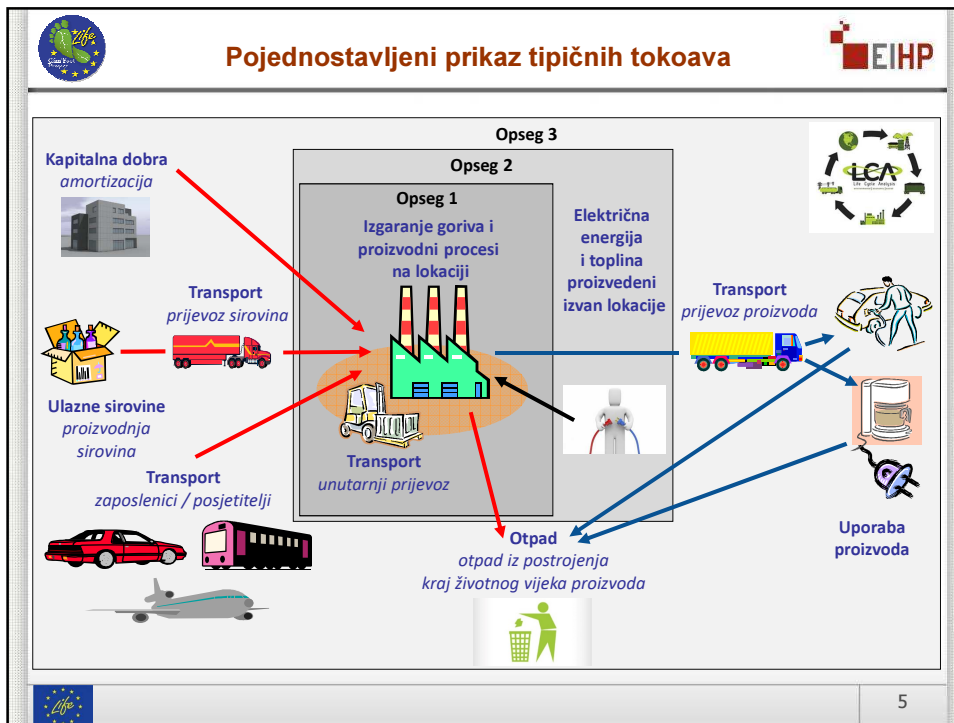 Life
Pojednostavljeni prikaz tipičnih tokoava
EIHP
Opseg 3
Opseg 2
Opseg 1
Kapitalna dobra
amortizacija
Izgaranje goriva i
proizvodni procesi
na lokaciji
Električna
energija
i toplina
proizvedeni
izvan lokacije
LCA
Life Cycle Analysis
Transport
prijevoz sirovina
Transport
prijevoz proizvoda
Ulazne sirovine
proizvodnja
sirovina
Transport
unutarnji prijevoz
Transport
zaposlenici / posjetitelji
Otpad
otpad iz postrojenja
kraj životnog vijeka proizvoda
Uporaba
proizvoda
Life
5